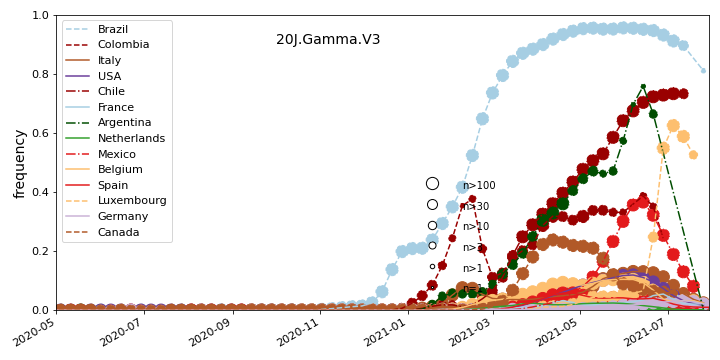 20J.Gamma.V3
1.0
0.8
0.6
0.4
0.2
0.0
frequency
Brazil
Colombia
Italy
USA
Chile
France
Argentina
Netherlands
Mexico
Belgium
Spain
Luxembourg
Germany
Canada
n>100
n>30
n>10
n>3
n>1
2020-05
2020-07
2020-09
2020-11
2021-01
2021-03
2021-05
2021-07